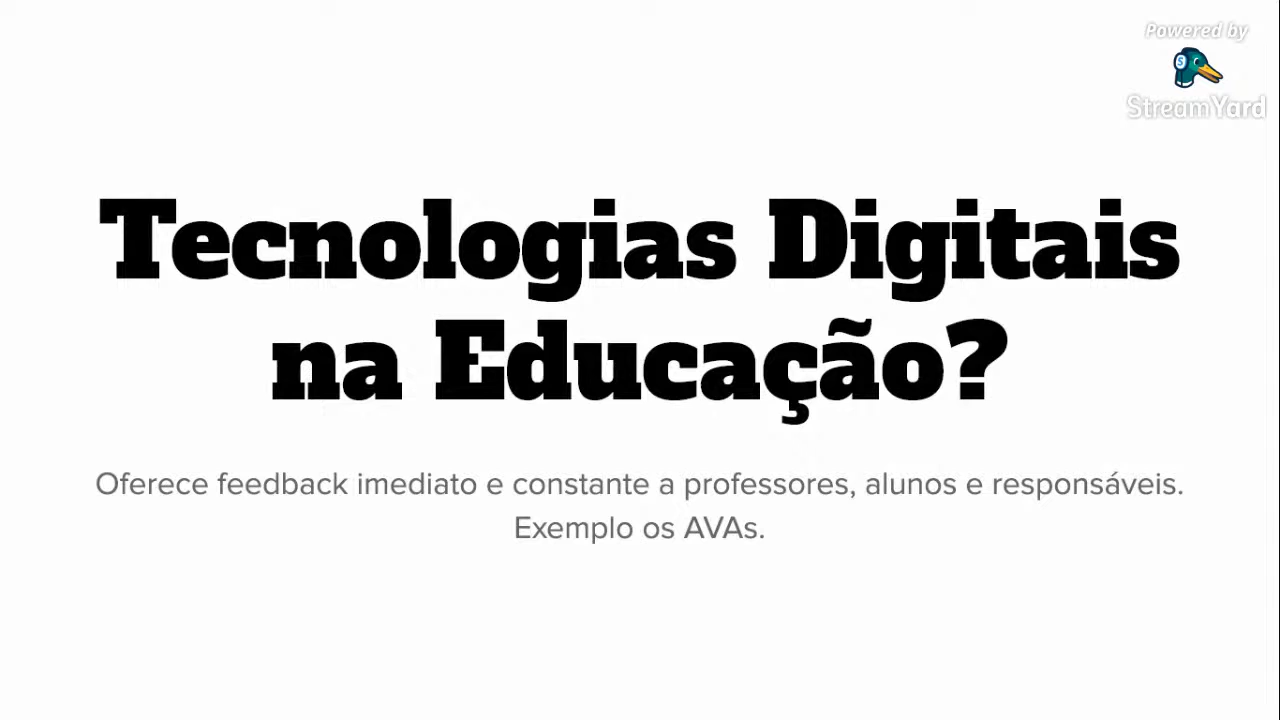 Powered by
StreamYard
Tecnologias Digitais
na Educação?
Oferece feedback imediato e constante a professores, alunos e responsáveis.
Exemplo os AVAs.